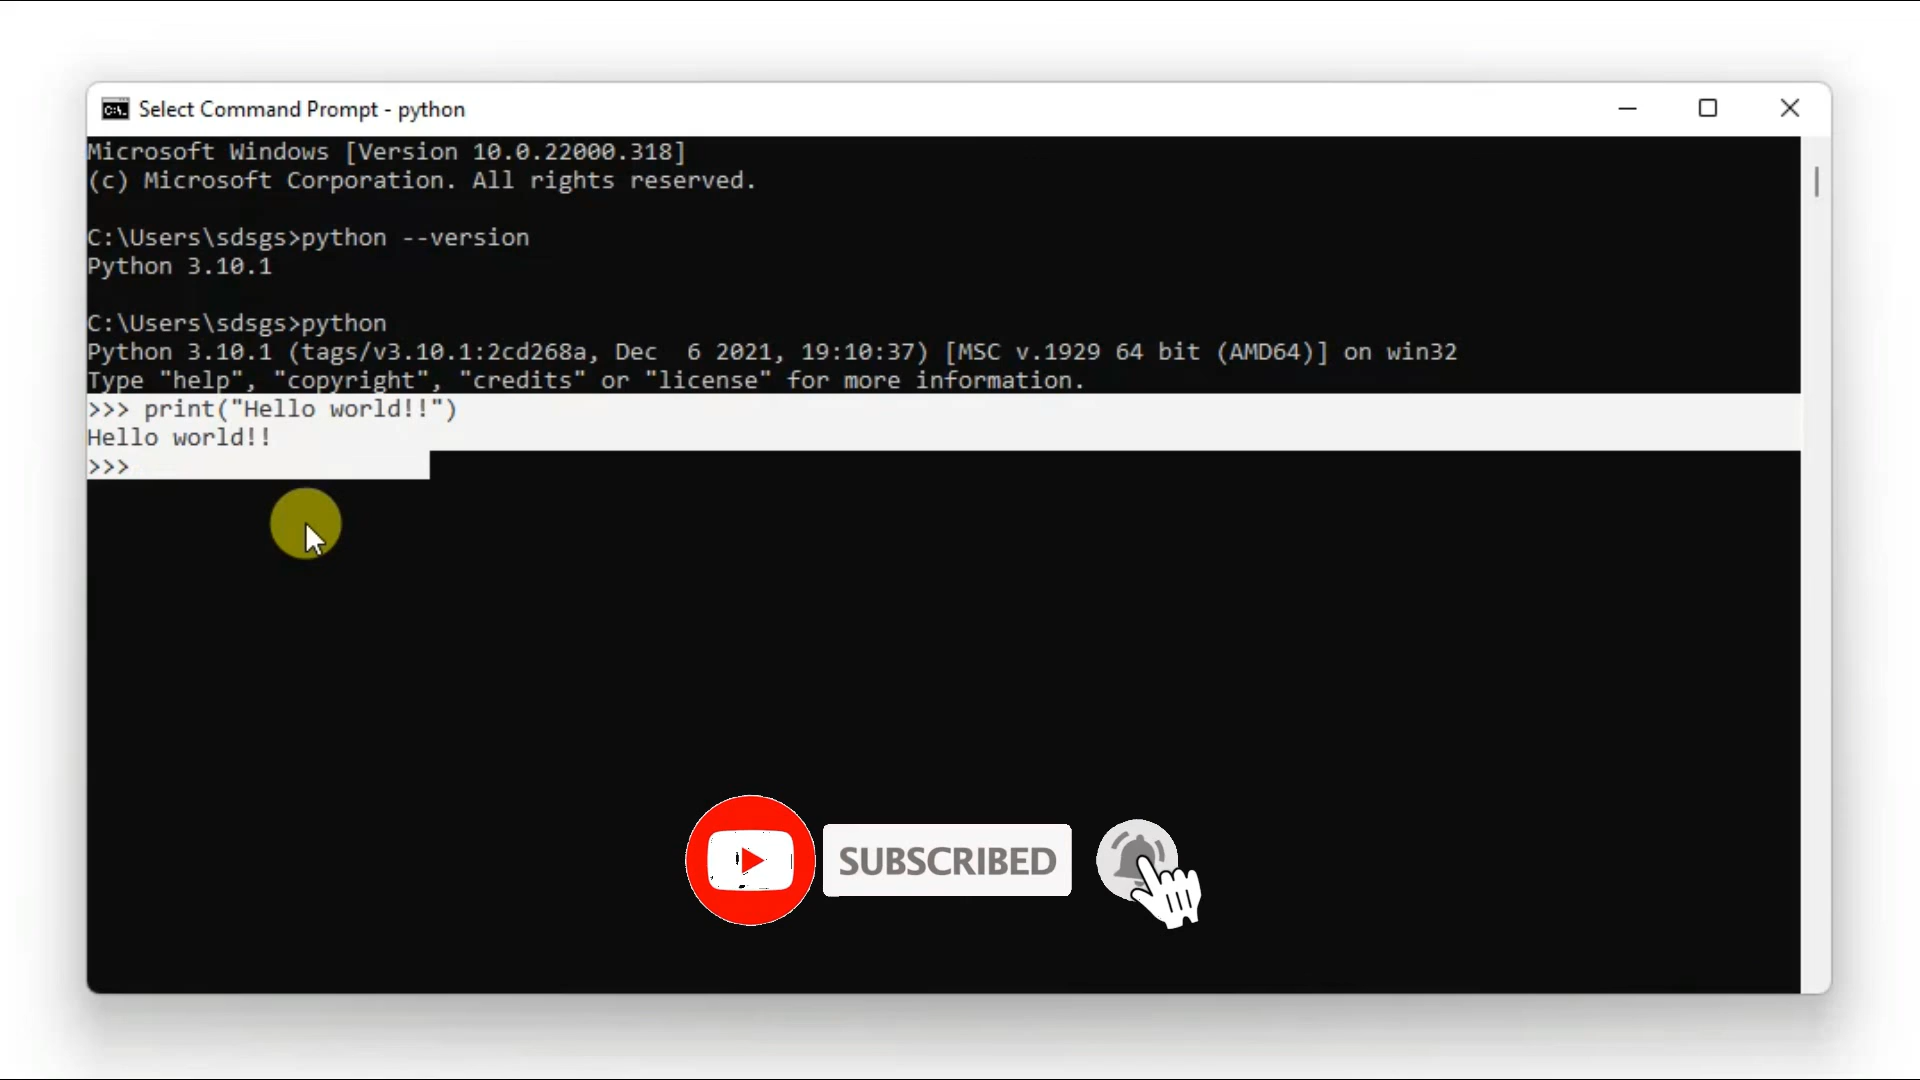 Select Command Prompt - python
Microsoft Windows [Version 10.0.22000.318]
(c) Microsoft Corporation. All rights reserved.
C:\Users\sdsgs>python --version
Python 3.10.1
C:\Users\sdsgs>python
Python 3.10.1 (tags/v3.10.1:2cd268a, Dec  6 2021, 19:10:37) [MSC v.1929 64 bit (AMD64)] on win32
Type "help", "copyright", "credits" or "license" for more information.
>>> print("Hello world!!")
Hello world!!
>>>
SUBSCRIBED